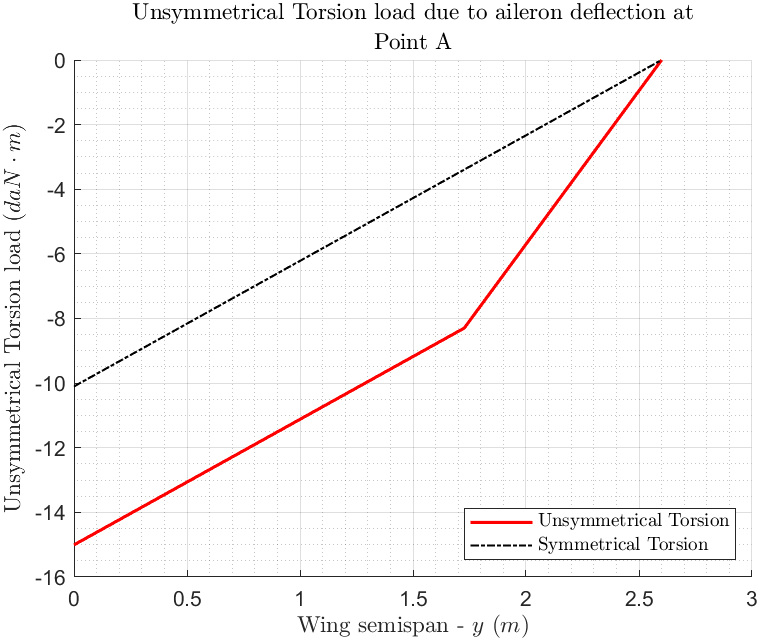 Unsymmetrical Torsion load due to aileron deflection at
Point A
Unsymmetrical Torsion load (daN · m)
0
-2
-4
-6
-8
-10
-12
-14
-16
Unsymmetrical Torsion
Symmetrical Torsion
0
0.5
1
1.5
2
2.5
3
Wing semispan - y (m)